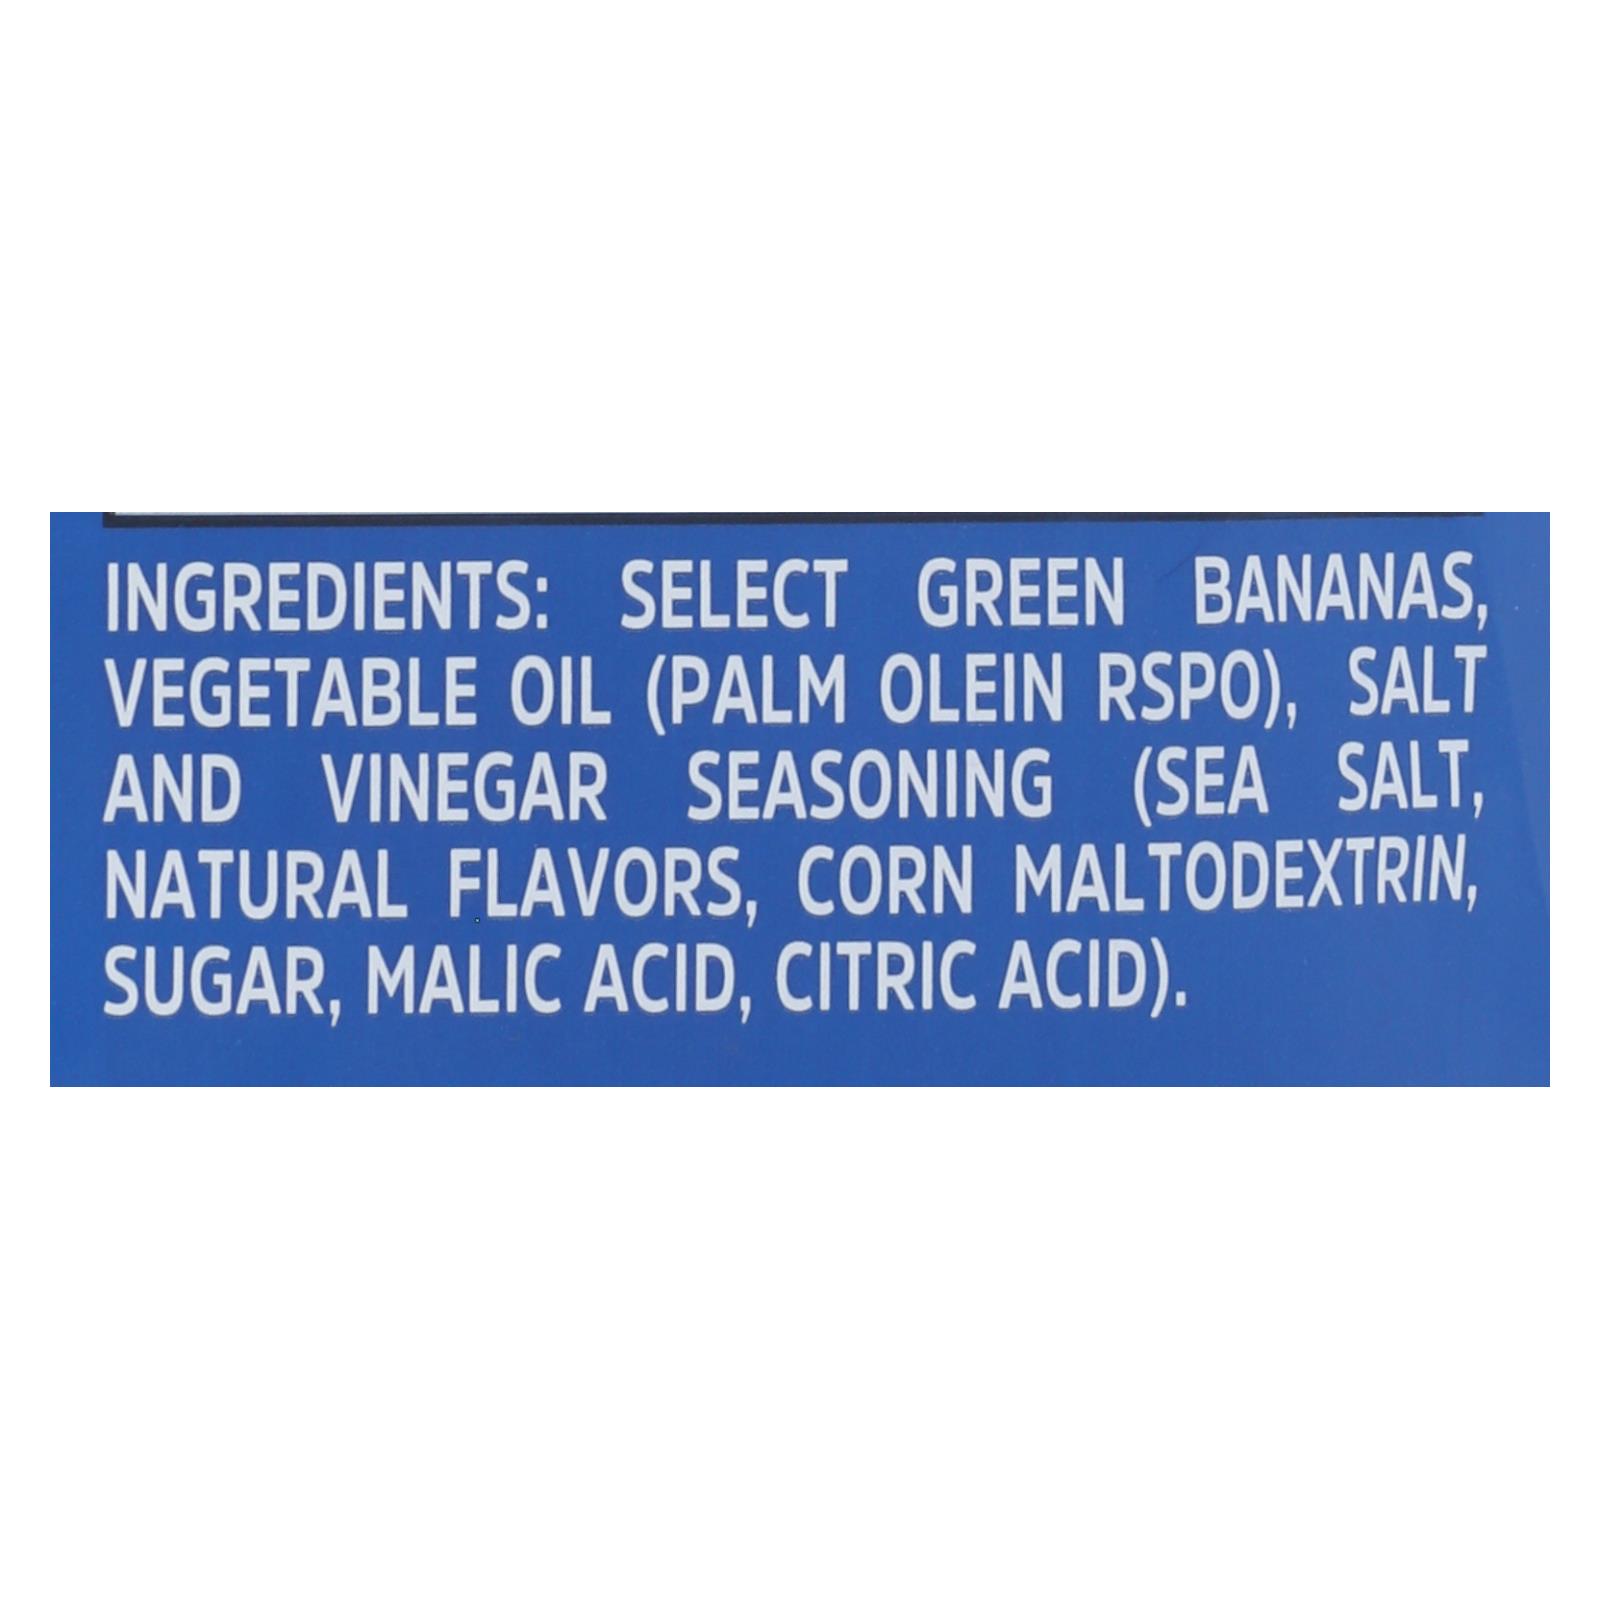 INGREDIENTS: SELECT GREEN BANANAS,
VEGETABLE OIL (PALM OLEIN RSPO), SALT
AND VINEGAR SEASONING (SEA SALT,
NATURAL FLAVORS, CORN MALTODEXTRIN,
SUGAR, MALIC ACID, CITRIC ACID).